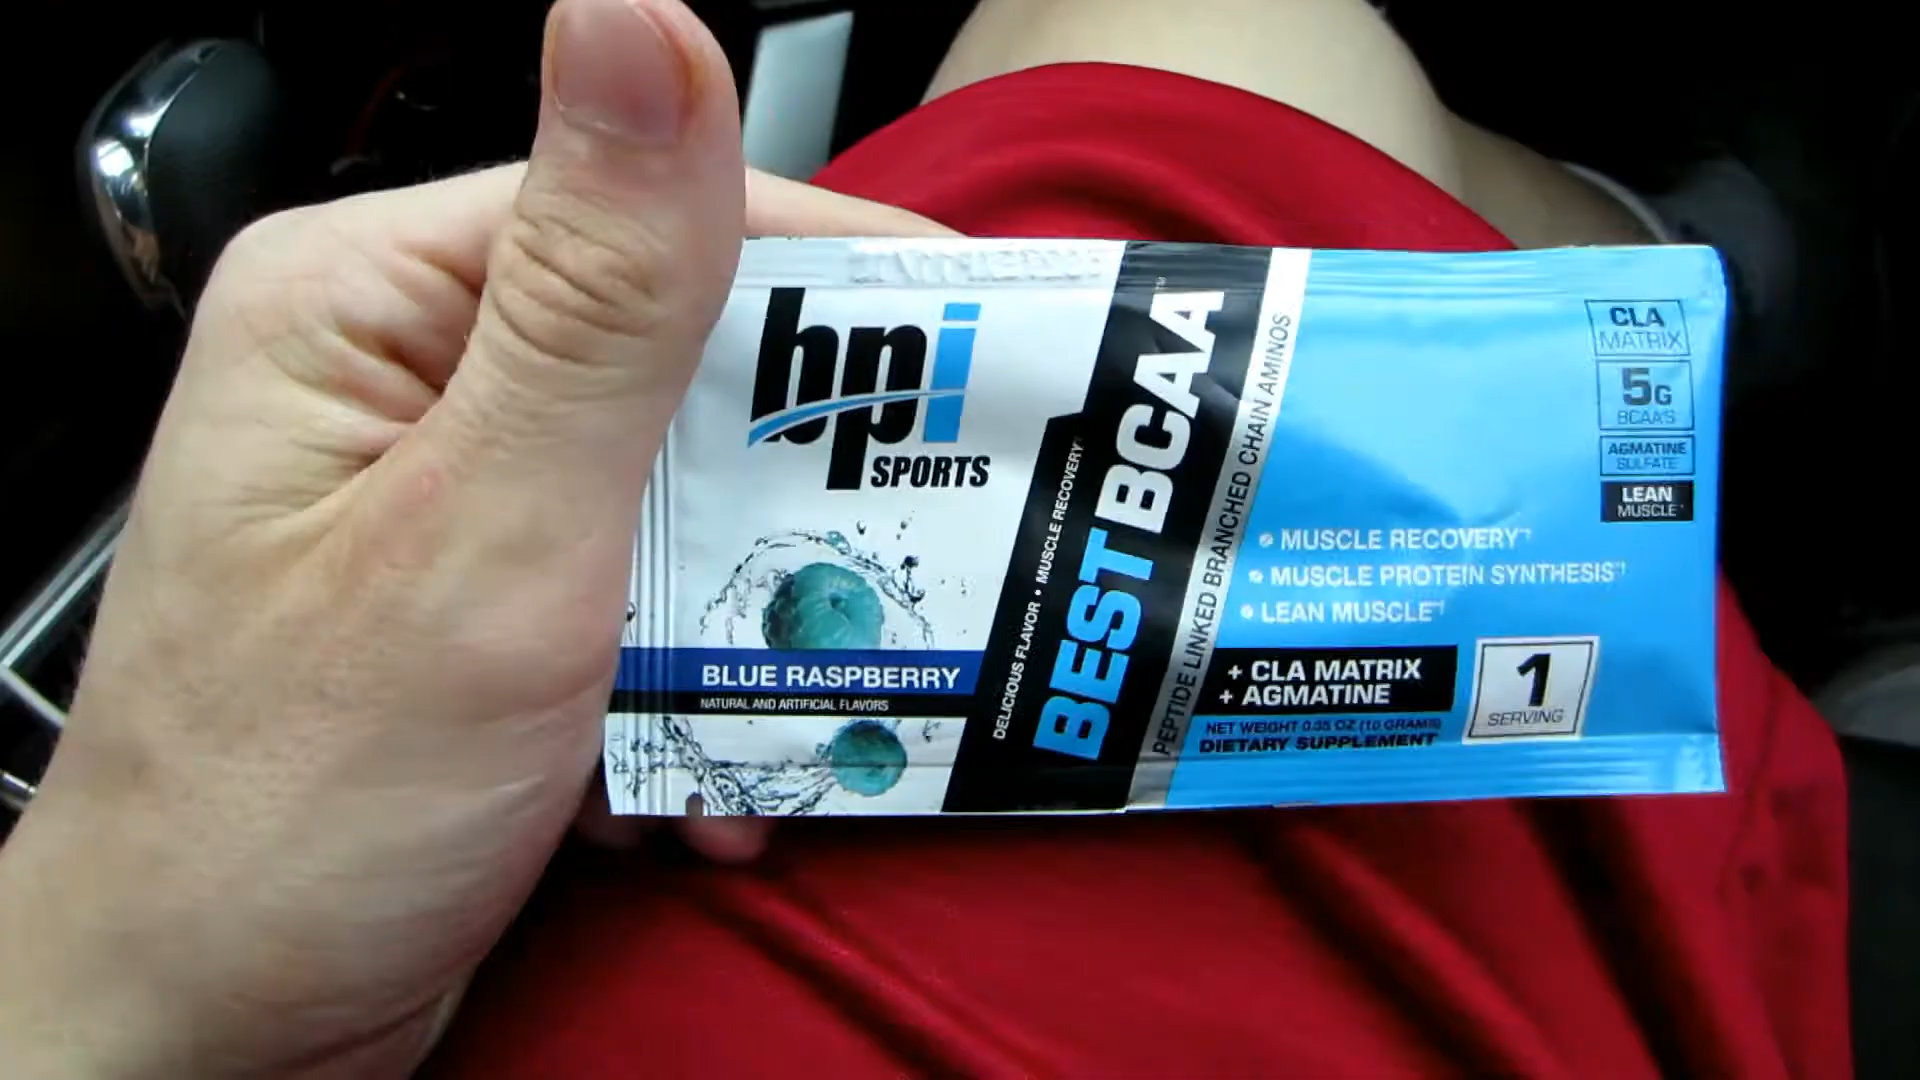 bpi
SPORTS
BLUE RASPBERRY
NATURAL AND ARTIFICIAL FLAVORS
DELICIOUS FLAVOR • MUSCLE RECOVERY
BEST BCAA™
PEPTIDE LINKED BRANCHED CHAIN AMINOS
CLA
MATRIX
5G
BCAA'S
AGMATINE
SULFATE
LEAN
MUSCLE
MUSCLE RECOVERY
MUSCLE PROTEIN SYNTHESIS
LEAN MUSCLE
+ CLA MATRIX
+ AGMATINE
1
SERVING
NET WEIGHT 0.35 OZ (10 GRAMS)
DIETARY SUPPLEMENT